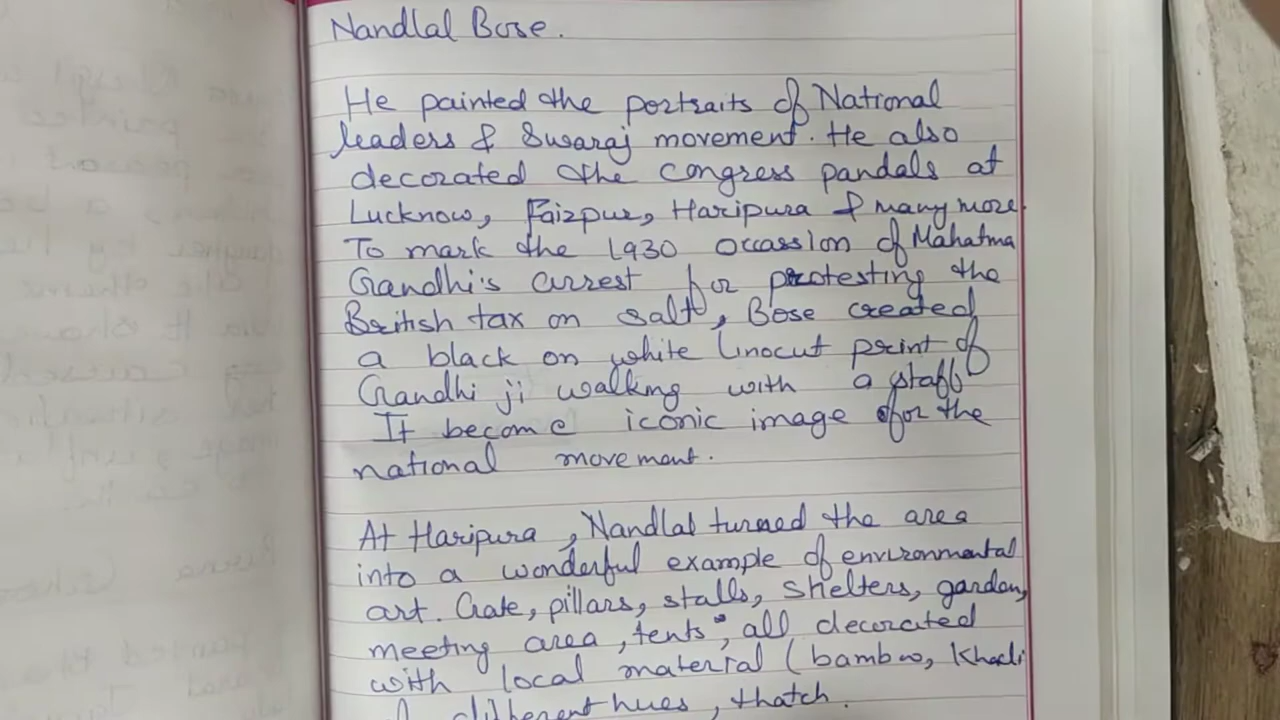 Nandlal Bose.
He painted the portraits of National
leaders & Swaraj movement. He also
decorated the congress pandals at
Lucknow, Faizpur, Haripura & many more.
To mark the 1930 occassion of Mahatma
Gandhi's arrest for protesting the
British tax on salt, Bose created
a black on white linocut print of
Gandhi ji walking with a staff
It become iconic image for the
national movement.
At Haripura, Nandlal turned the area
into a wonderful example of environmental
art. Gate, pillars, stalls, shelters, garden,
meeting area, tents, all decorated
with local material (bamboo, khadi
different hues, thatch.